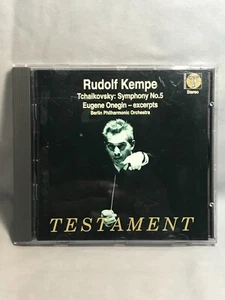 Rudolf Kempe
Tchaikovsky: Symphony No.5
Eugene Onegin – excerpts
Berlin Philharmonic Orchestra
Stereo
TESTAMENT